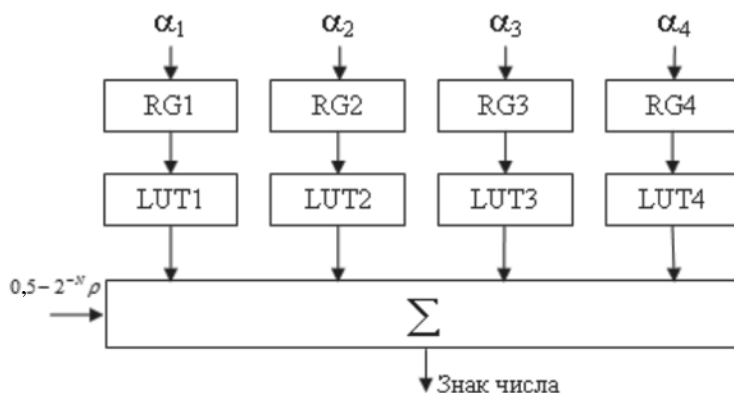 α₁ α₂ α₃ α₄
RG1 RG2 RG3 RG4
LUT1 LUT2 LUT3 LUT4
0,5 − 2⁻ᴺ ρ
Σ
Знак числа